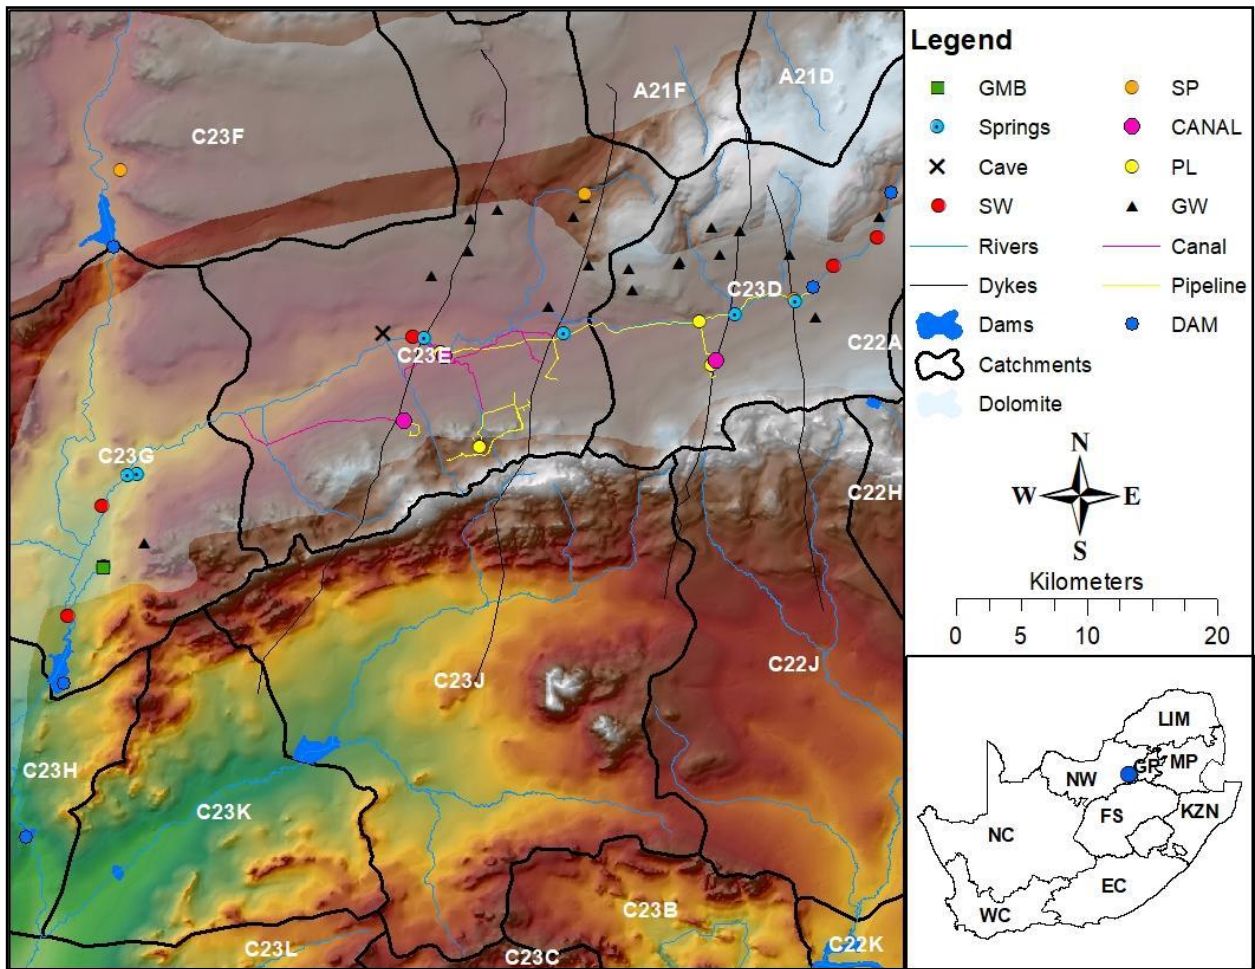 C23F
A21F
A21D
C23D
C22A
C23E
C23G
C22H
C23J
C22J
C23H
C23K
C23B
C23L
C23C
C22K
Legend
GMB
SP
Springs
CANAL
Cave
PL
SW
GW
Rivers
Canal
Dykes
Pipeline
Dams
DAM
Catchments
Dolomite
N
W E
S
Kilometers
0 5 10 20
LIM
NW
GP
MP
FS
KZN
NC
EC
WC